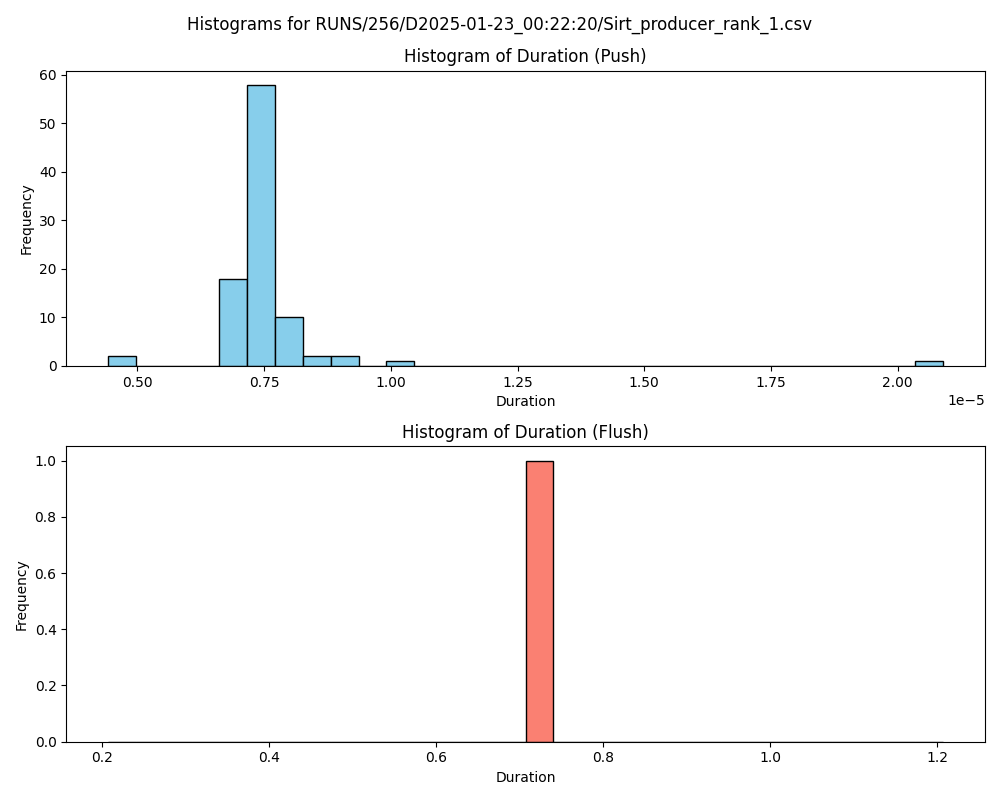 Histograms for RUNS/256/D2025-01-23_00:22:20/Sirt_producer_rank_1.csv
Histogram of Duration (Push)
60
50
40
30
20
10
0
Frequency
0.50 0.75 1.00 1.25 1.50 1.75 2.00
1e−5
Duration
Histogram of Duration (Flush)
1.0
0.8
0.6
0.4
0.2
0.0
Frequency
0.2 0.4 0.6 0.8 1.0 1.2
Duration